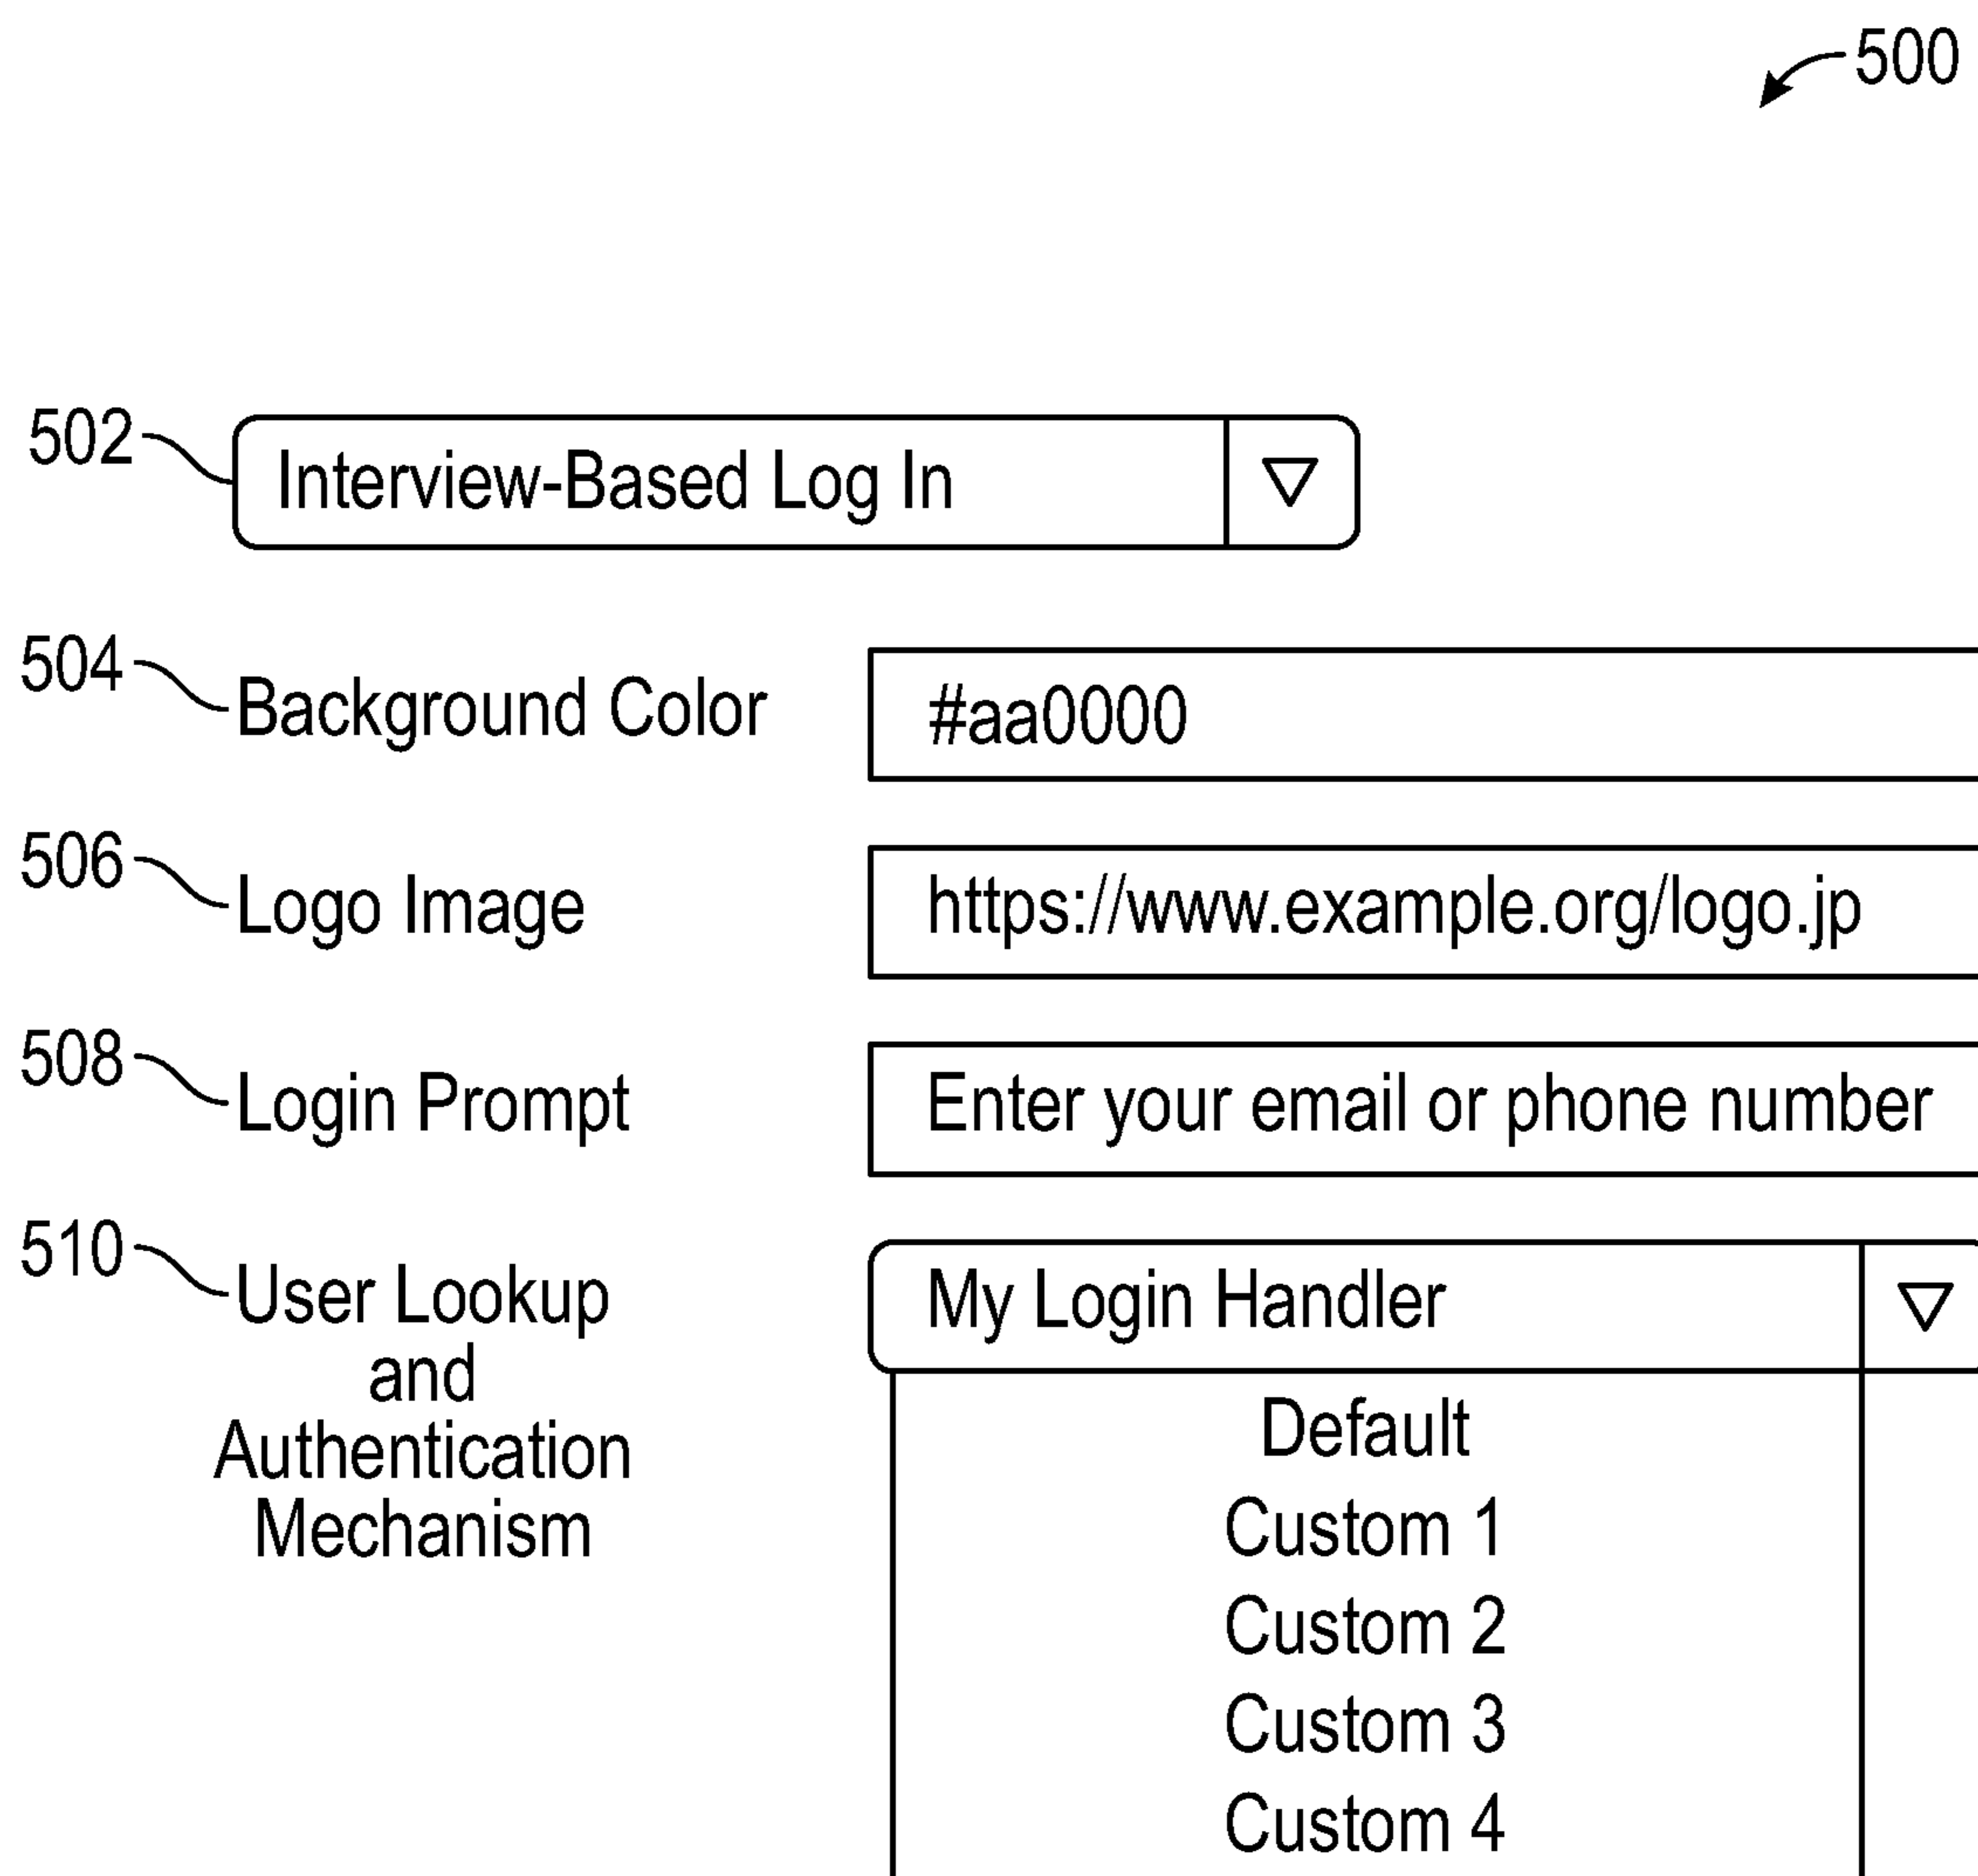 500
502
Interview-Based Log In
504
Background Color
#aa0000
506
Logo Image
https://www.example.org/logo.jp
508
Login Prompt
Enter your email or phone number
510
User Lookup
and
Authentication
Mechanism
My Login Handler
Default
Custom 1
Custom 2
Custom 3
Custom 4